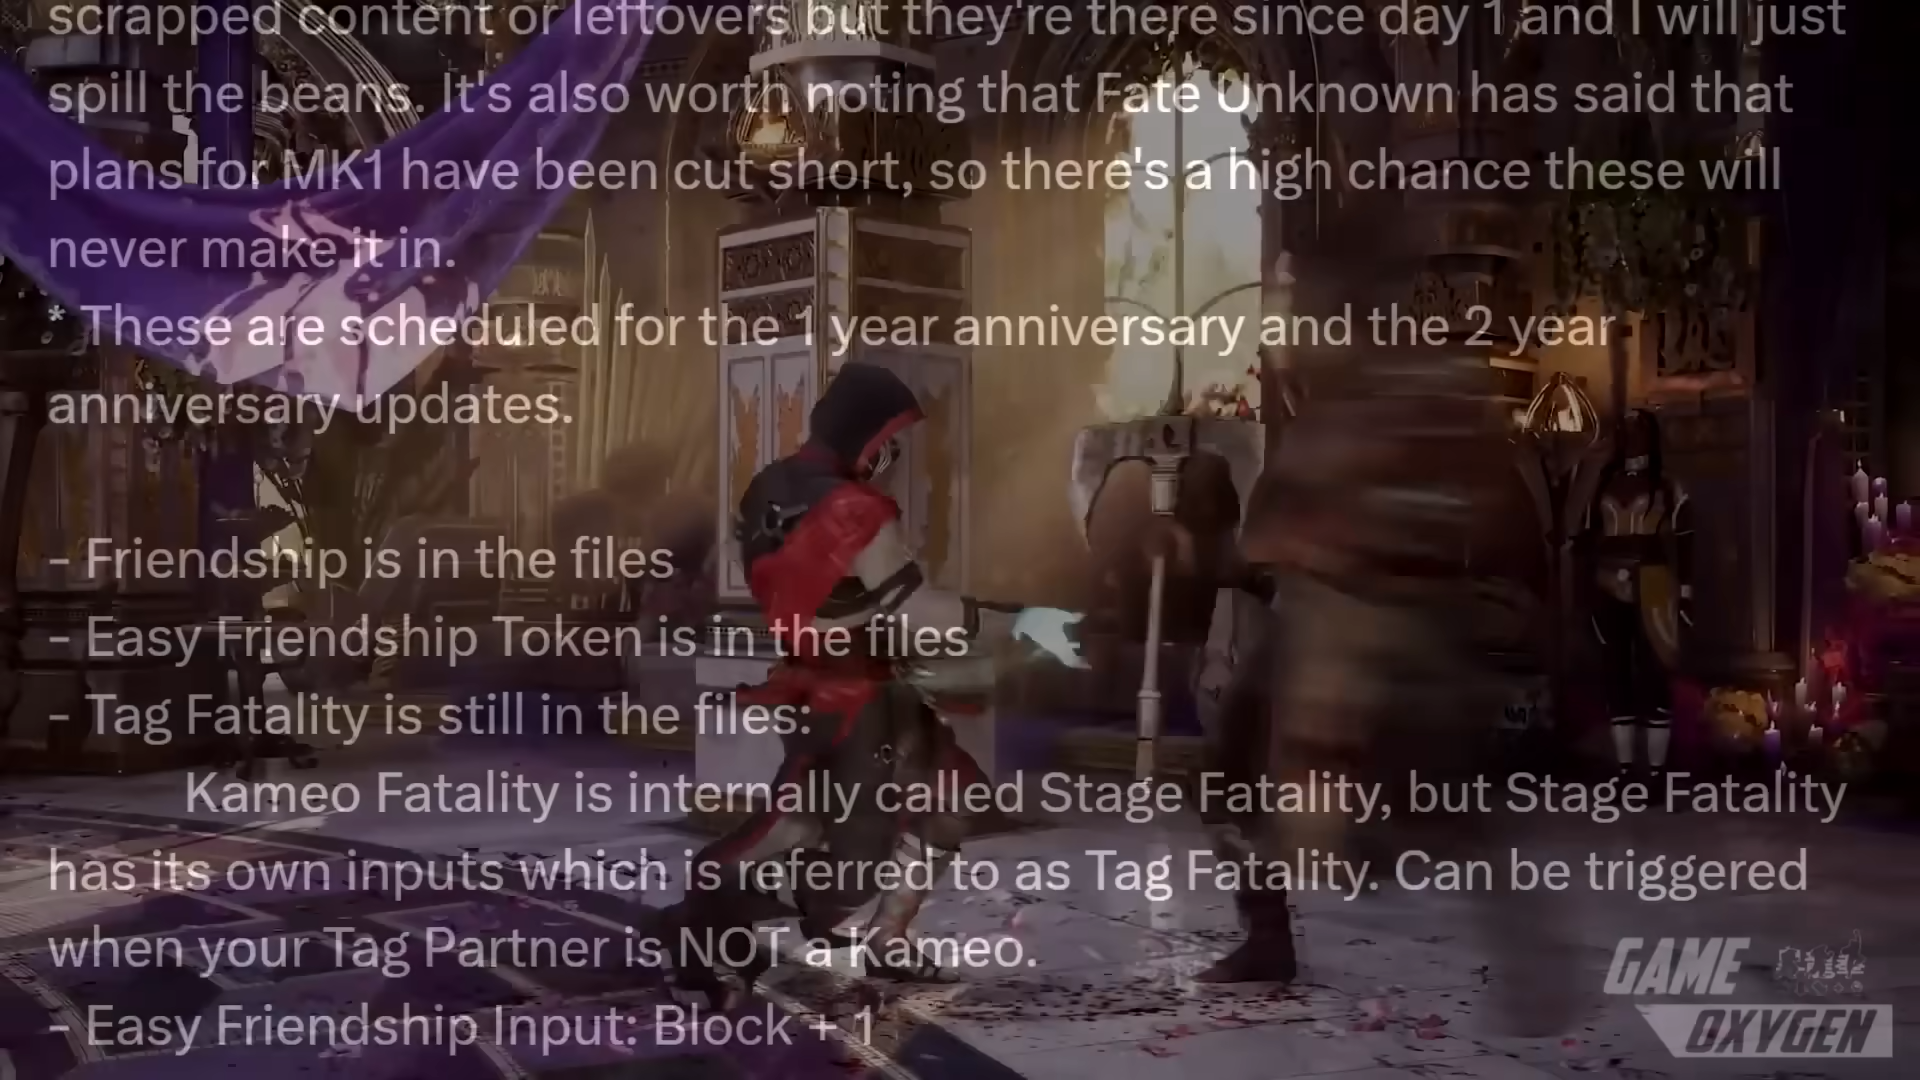 scrapped content or leftovers but they're there since day 1 and I will just
spill the beans. It's also worth noting that Fate Unknown has said that
plans for MK1 have been cut short, so there's a high chance these will
never make it in.
* These are scheduled for the 1 year anniversary and the 2 year
anniversary updates.
- Friendship is in the files
- Easy Friendship Token is in the files
- Tag Fatality is still in the files:
Kameo Fatality is internally called Stage Fatality, but Stage Fatality
has its own inputs which is referred to as Tag Fatality. Can be triggered
when your Tag Partner is NOT a Kameo.
- Easy Friendship Input: Block + 1
GAME
OXYGEN